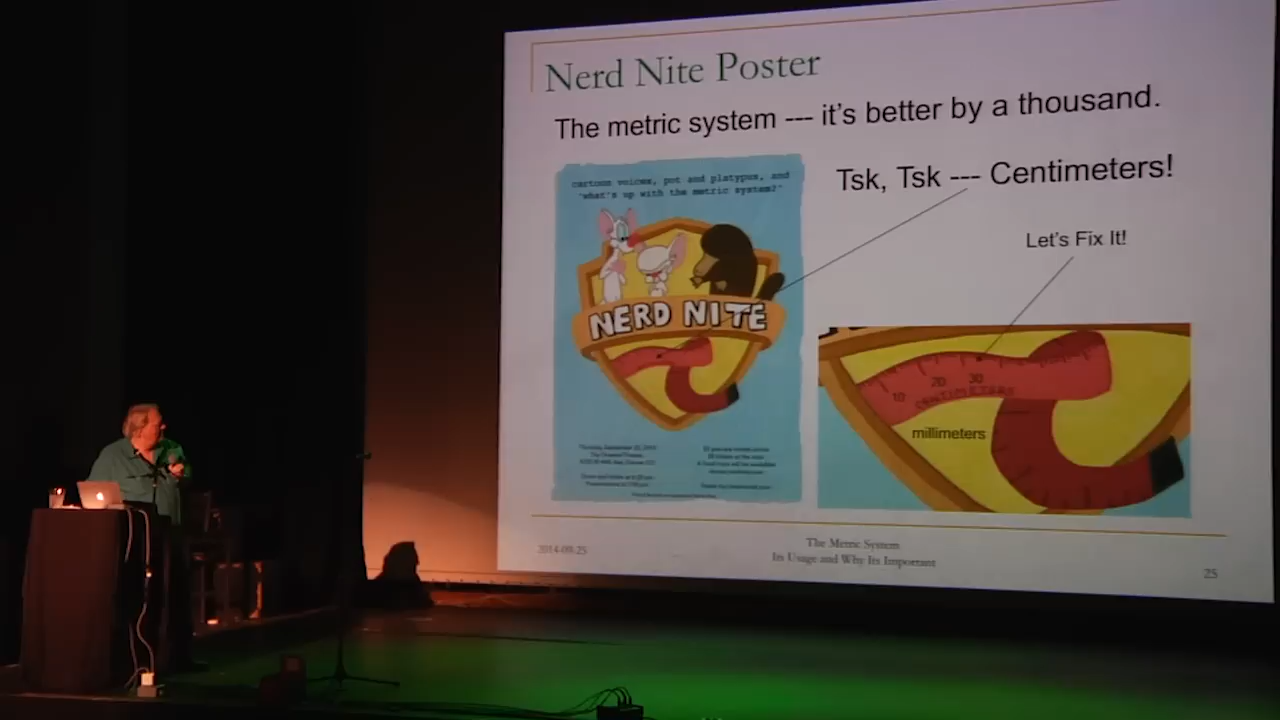 Nerd Nite Poster
The metric system --- it's better by a thousand.
cartoon voices, pot and platypus, and
'what's up with the metric system?'
Tsk, Tsk --- Centimeters!
Let's Fix It!
NERD NITE
10 20 30
CENTIMETERS
millimeters
2014-09-25
The Metric System
Its Usage and Why Its Important
25